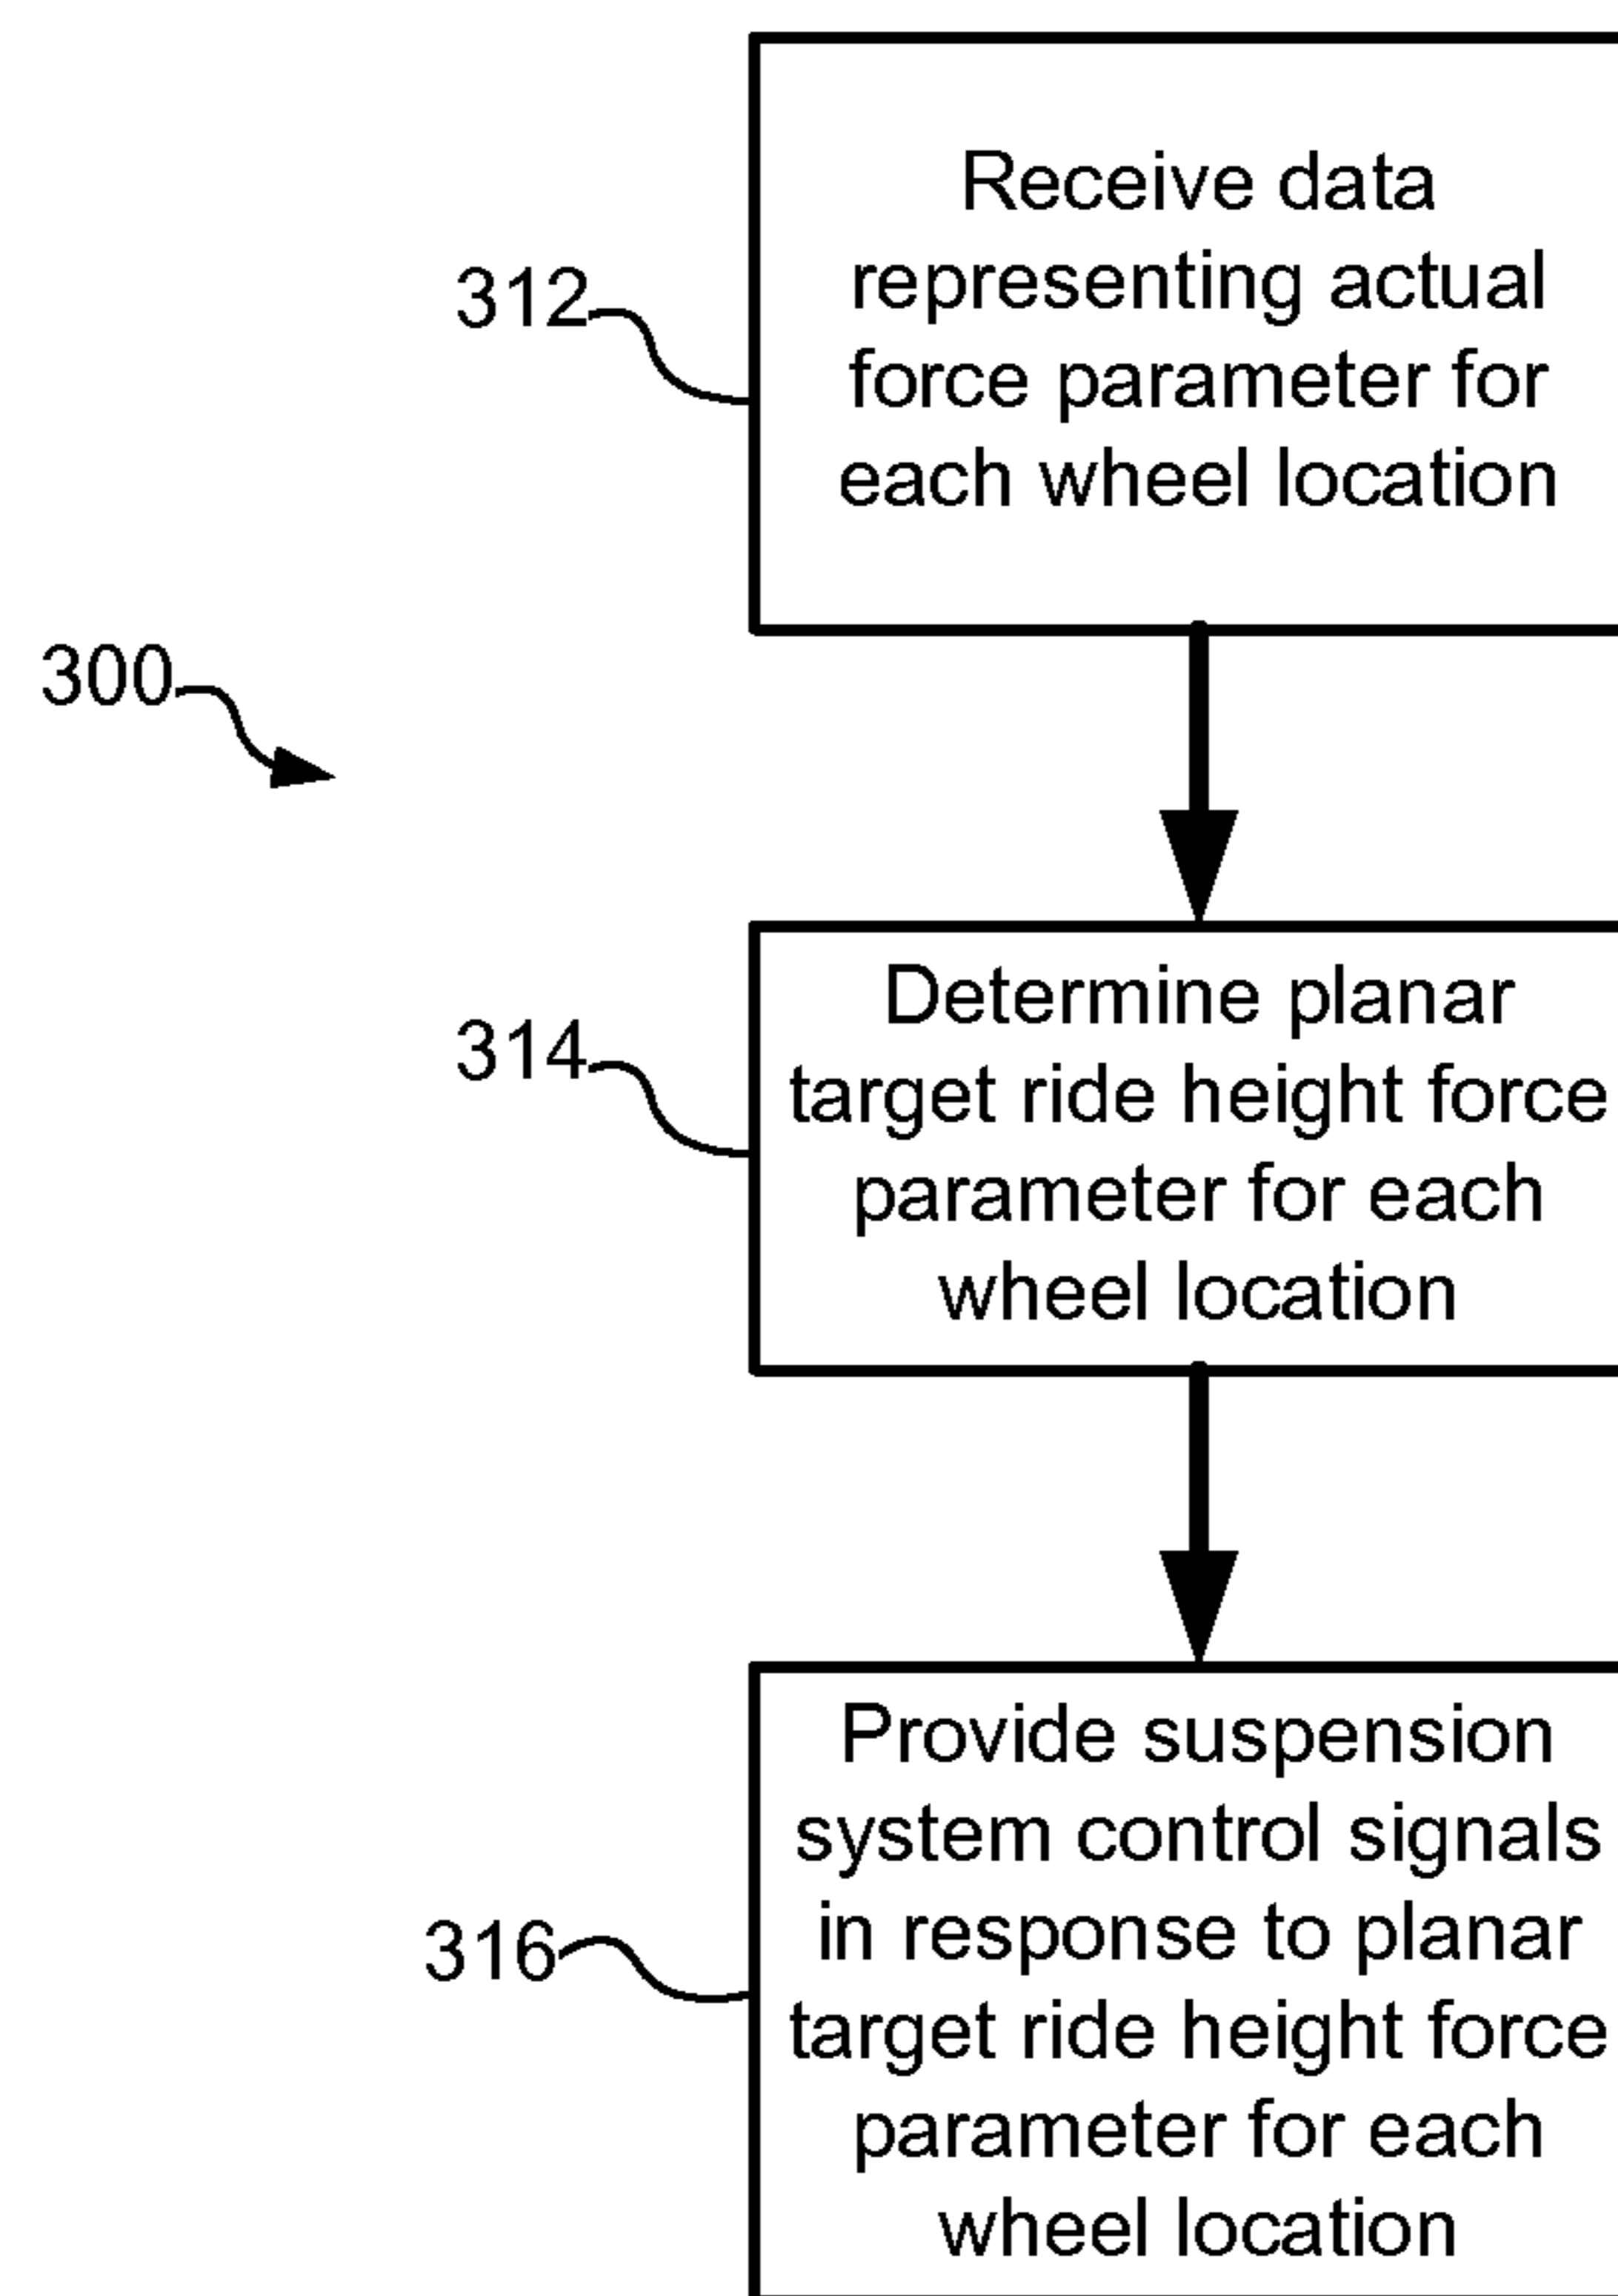 Receive data
representing actual
force parameter for
each wheel location
312
300
Determine planar
target ride height force
parameter for each
wheel location
314
Provide suspension
system control signals
in response to planar
target ride height force
parameter for each
wheel location
316